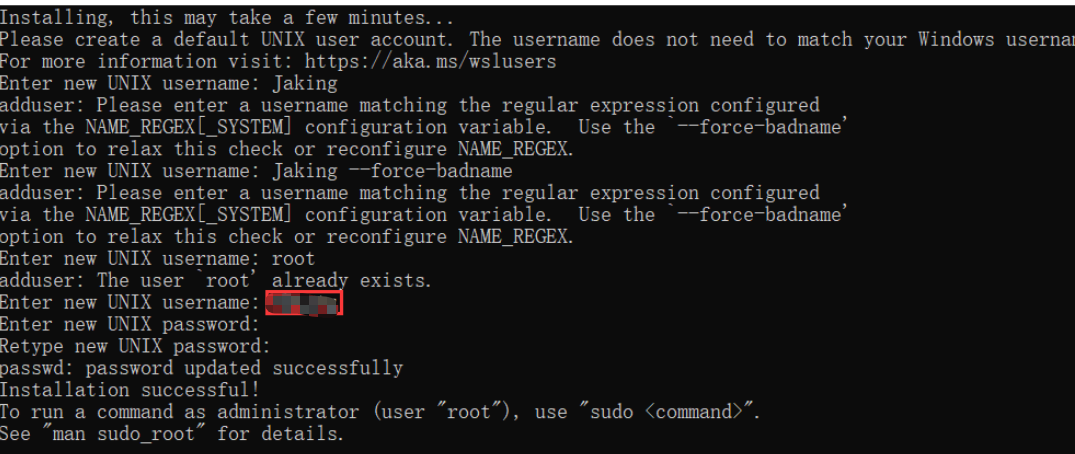 Installing, this may take a few minutes...
Please create a default UNIX user account. The username does not need to match your Windows
For more information visit: https://aka.ms/wslusers
Enter new UNIX username: Jaking
adduser: Please enter a username matching the regular expression configured
via the NAME_REGEX[_SYSTEM] configuration variable.  Use the `--force-badname'
option to relax this check or reconfigure NAME_REGEX.
Enter new UNIX username: Jaking --force-badname
adduser: Please enter a username matching the regular expression configured
via the NAME_REGEX[_SYSTEM] configuration variable.  Use the `--force-badname'
option to relax this check or reconfigure NAME_REGEX.
Enter new UNIX username: root
adduser: The user `root' already exists.
Enter new UNIX username:
Enter new UNIX password:
Retype new UNIX password:
passwd: password updated successfully
Installation successful!
To run a command as administrator (user "root"), use "sudo <command>".
See "man sudo_root" for details.